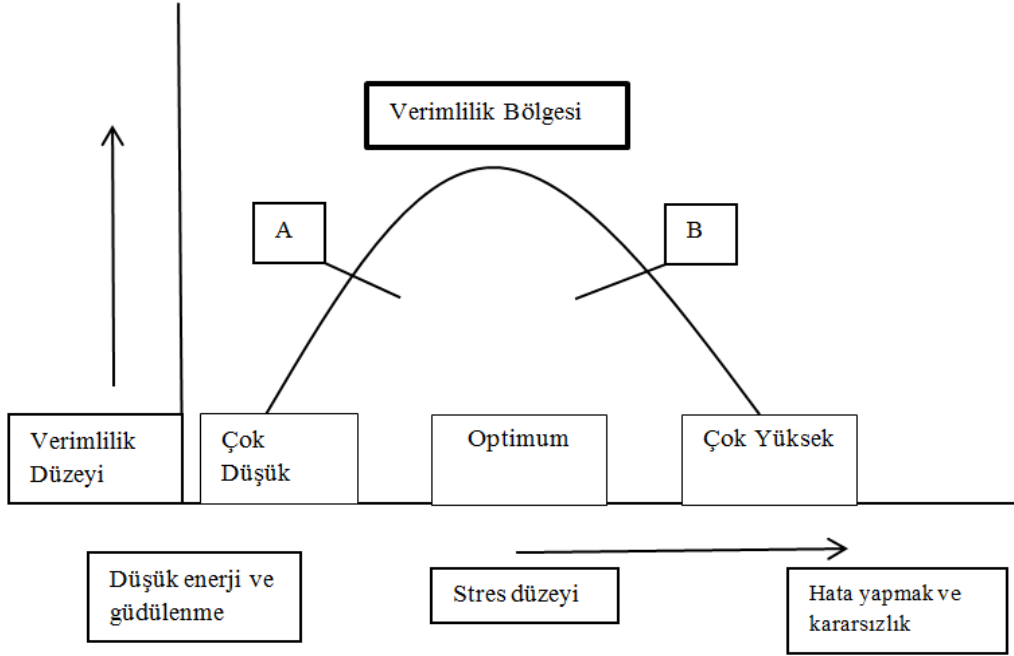 Verimlilik Bölgesi
A
B
Verimlilik
Düzeyi
Çok
Düşük
Optimum
Çok Yüksek
Düşük enerji ve
güdülenme
Stres düzeyi
Hata yapmak ve
kararsızlık